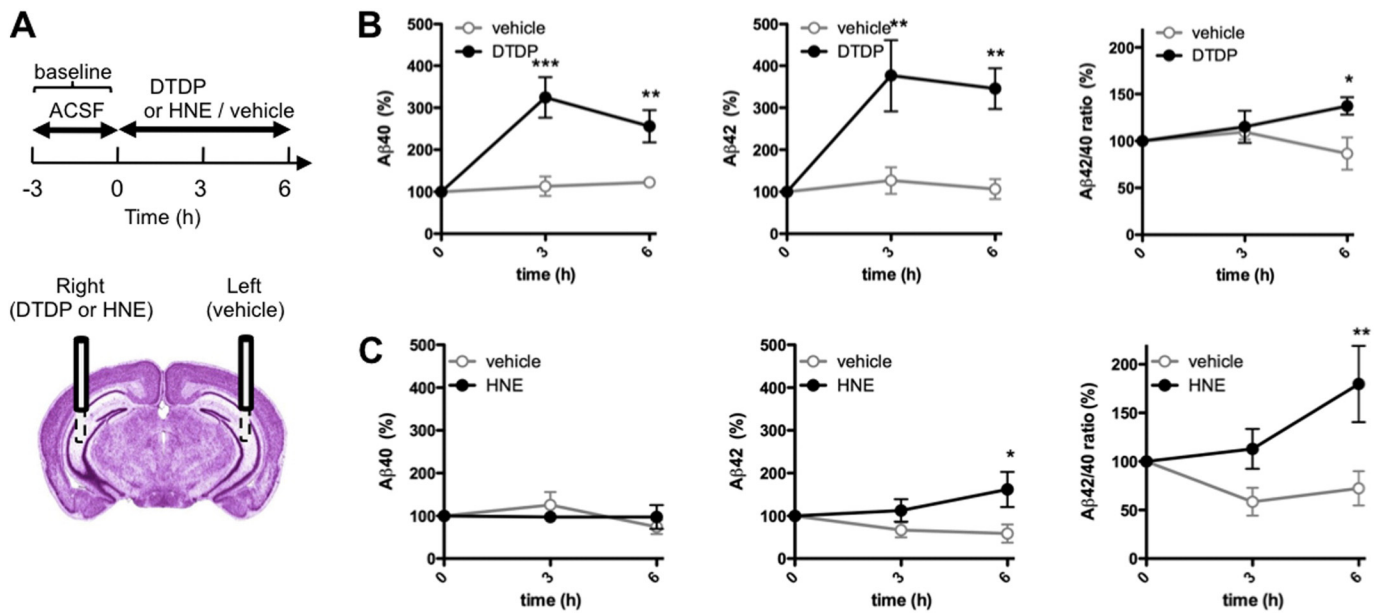 A
baseline
ACSF
DTDP
or HNE / vehicle
-3
0
3
6
Time (h)
Right
(DTDP or HNE)
Left
(vehicle)
B
500
400
300
200
100
0
Aβ40 (%)
vehicle
DTDP
***
**
0
3
6
time (h)
500
400
300
200
100
0
Aβ42 (%)
vehicle
DTDP
**
**
0
3
6
time (h)
200
150
100
50
0
Aβ42/40 ratio (%)
vehicle
DTDP
*
0
3
6
time (h)
C
500
400
300
200
100
0
Aβ40 (%)
vehicle
HNE
0
3
6
time (h)
500
400
300
200
100
0
Aβ42 (%)
vehicle
HNE
*
0
3
6
time (h)
200
150
100
50
0
Aβ42/40 ratio (%)
vehicle
HNE
**
0
3
6
time (h)